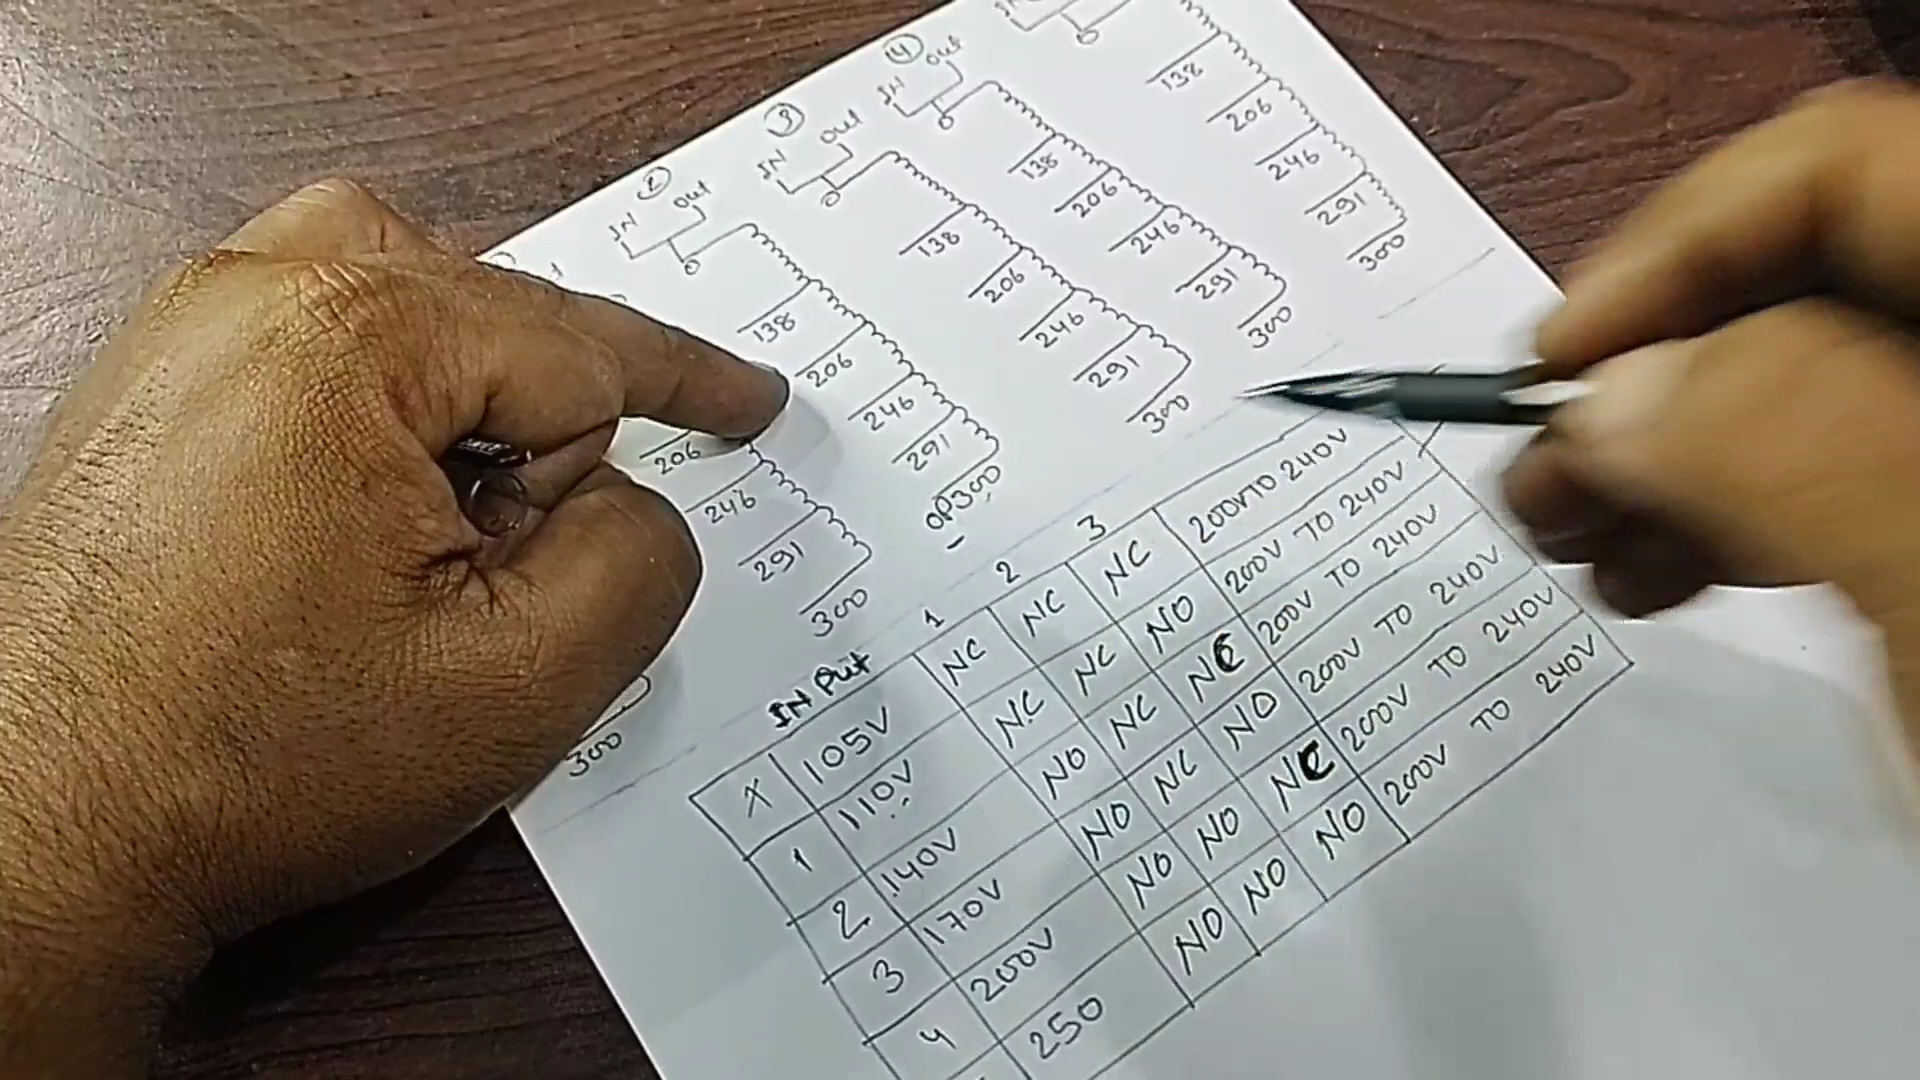 4
IN Out
138
206
246
291
300
3
IN Out
138
206
246
291
300
2
IN Out
138
206
246
291
OP300
138
206
246
291
300
206
246
291
300
300
IN Put 1 2 3
X 105V NC NC NC 200V TO 240V
1 110V NC NC NO 200V TO 240V
2 140V NO NC NC 200V TO 240V
3 170V NO NC NO 200V TO 240V
4 200V NO NO NC 200V TO 240V
250 NO NO NO 200V TO 240V